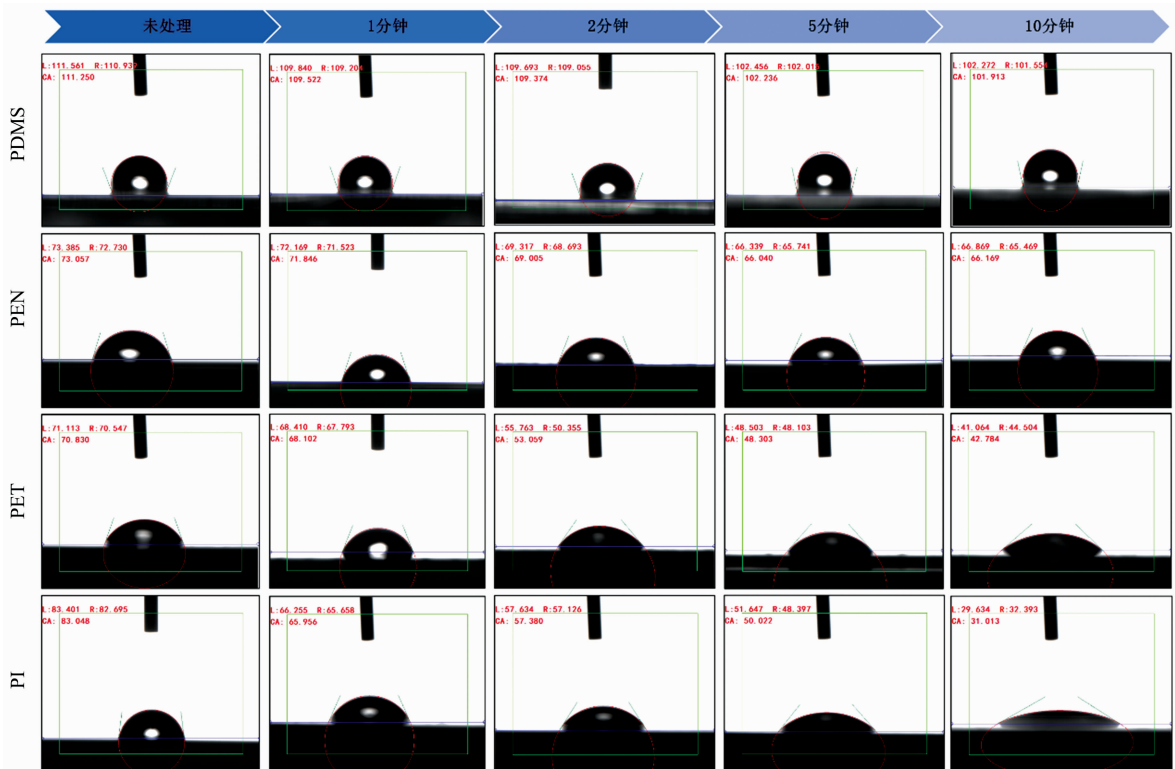 未处理
1分钟
2分钟
5分钟
10分钟
PDMS
L:111.561 R:110.939
CA: 111.250
L:109.840 R:109.204
CA: 109.522
L:109.693 R:109.055
CA: 109.374
L:102.456 R:102.015
CA: 102.236
L:102.272 R:101.554
CA: 101.913
PEN
L:73.385 R:72.730
CA: 73.057
L:72.169 R:71.523
CA: 71.846
L:69.317 R:68.693
CA: 69.005
L:66.339 R:65.741
CA: 66.040
L:66.869 R:65.469
CA: 66.169
PET
L:71.113 R:70.547
CA: 70.830
L:68.410 R:67.793
CA: 68.102
L:55.763 R:50.355
CA: 53.059
L:48.503 R:48.103
CA: 48.303
L:41.064 R:44.504
CA: 42.784
PI
L:83.401 R:82.695
CA: 83.048
L:66.255 R:65.658
CA: 65.956
L:57.634 R:57.126
CA: 57.380
L:51.647 R:48.397
CA: 50.022
L:29.634 R:32.393
CA: 31.013